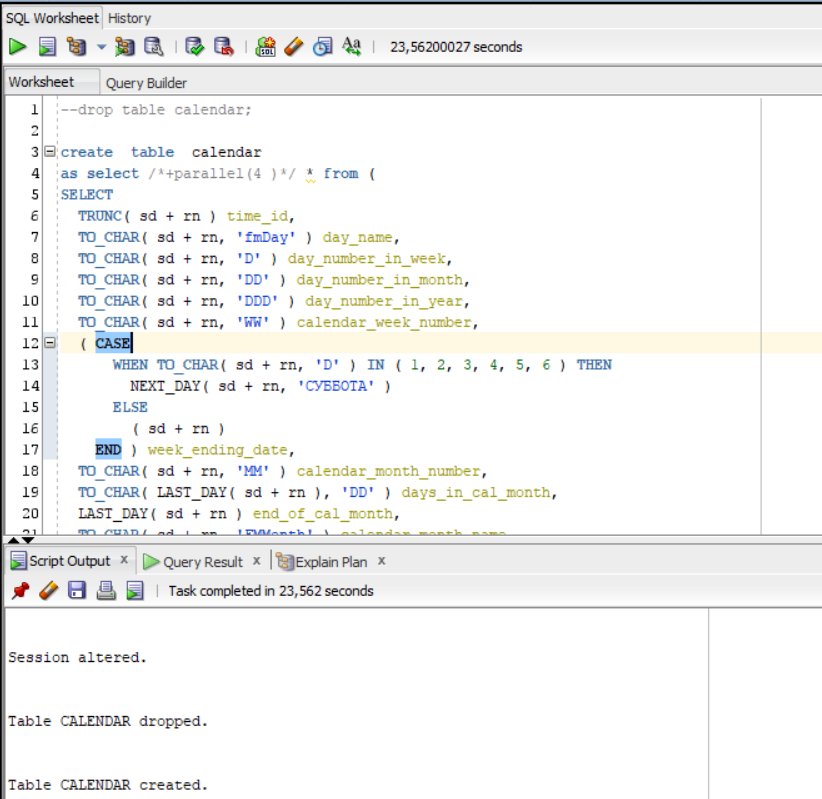 SQL Worksheet History
23,56200027 seconds
Worksheet Query Builder
1 --drop table calendar;
2
3 create table calendar
4 as select /*+parallel(4 )*/ * from (
5 SELECT
6 TRUNC( sd + rn ) time_id,
7 TO_CHAR( sd + rn, 'fmDay' ) day_name,
8 TO_CHAR( sd + rn, 'D' ) day_number_in_week,
9 TO_CHAR( sd + rn, 'DD' ) day_number_in_month,
10 TO_CHAR( sd + rn, 'DDD' ) day_number_in_year,
11 TO_CHAR( sd + rn, 'WW' ) calendar_week_number,
12 ( CASE
13 WHEN TO_CHAR( sd + rn, 'D' ) IN ( 1, 2, 3, 4, 5, 6 ) THEN
14 NEXT_DAY( sd + rn, 'СУББОТА' )
15 ELSE
16 ( sd + rn )
17 END ) week_ending_date,
18 TO_CHAR( sd + rn, 'MM' ) calendar_month_number,
19 TO_CHAR( LAST_DAY( sd + rn ), 'DD' ) days_in_cal_month,
20 LAST_DAY( sd + rn ) end_of_cal_month,
21 TO_CHAR( sd + rn, 'FMMonth' ) calendar_month_name
Script Output x Query Result x Explain Plan x
Task completed in 23,562 seconds
Session altered.
Table CALENDAR dropped.
Table CALENDAR created.